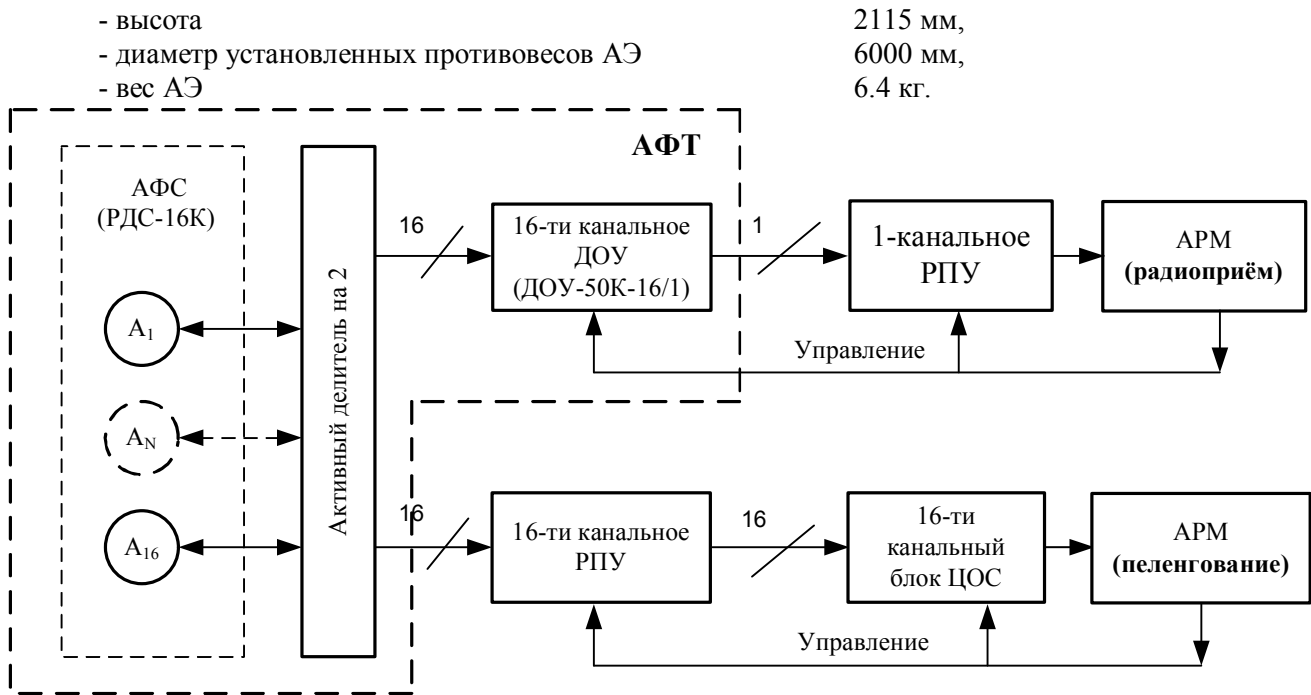 - высота 2115 мм,
- диаметр установленных противовесов АЭ 6000 мм,
- вес АЭ 6.4 кг.
АФТ
АФС
(РДС-16К)
A₁
A_N
A₁₆
Активный делитель на 2
16
16-ти канальное
ДОУ
(ДОУ-50К-16/1)
1
1-канальное
РПУ
АРМ
(радиоприём)
Управление
16
16-ти канальное
РПУ
16
16-ти
канальный
блок ЦОС
АРМ
(пеленгование)
Управление